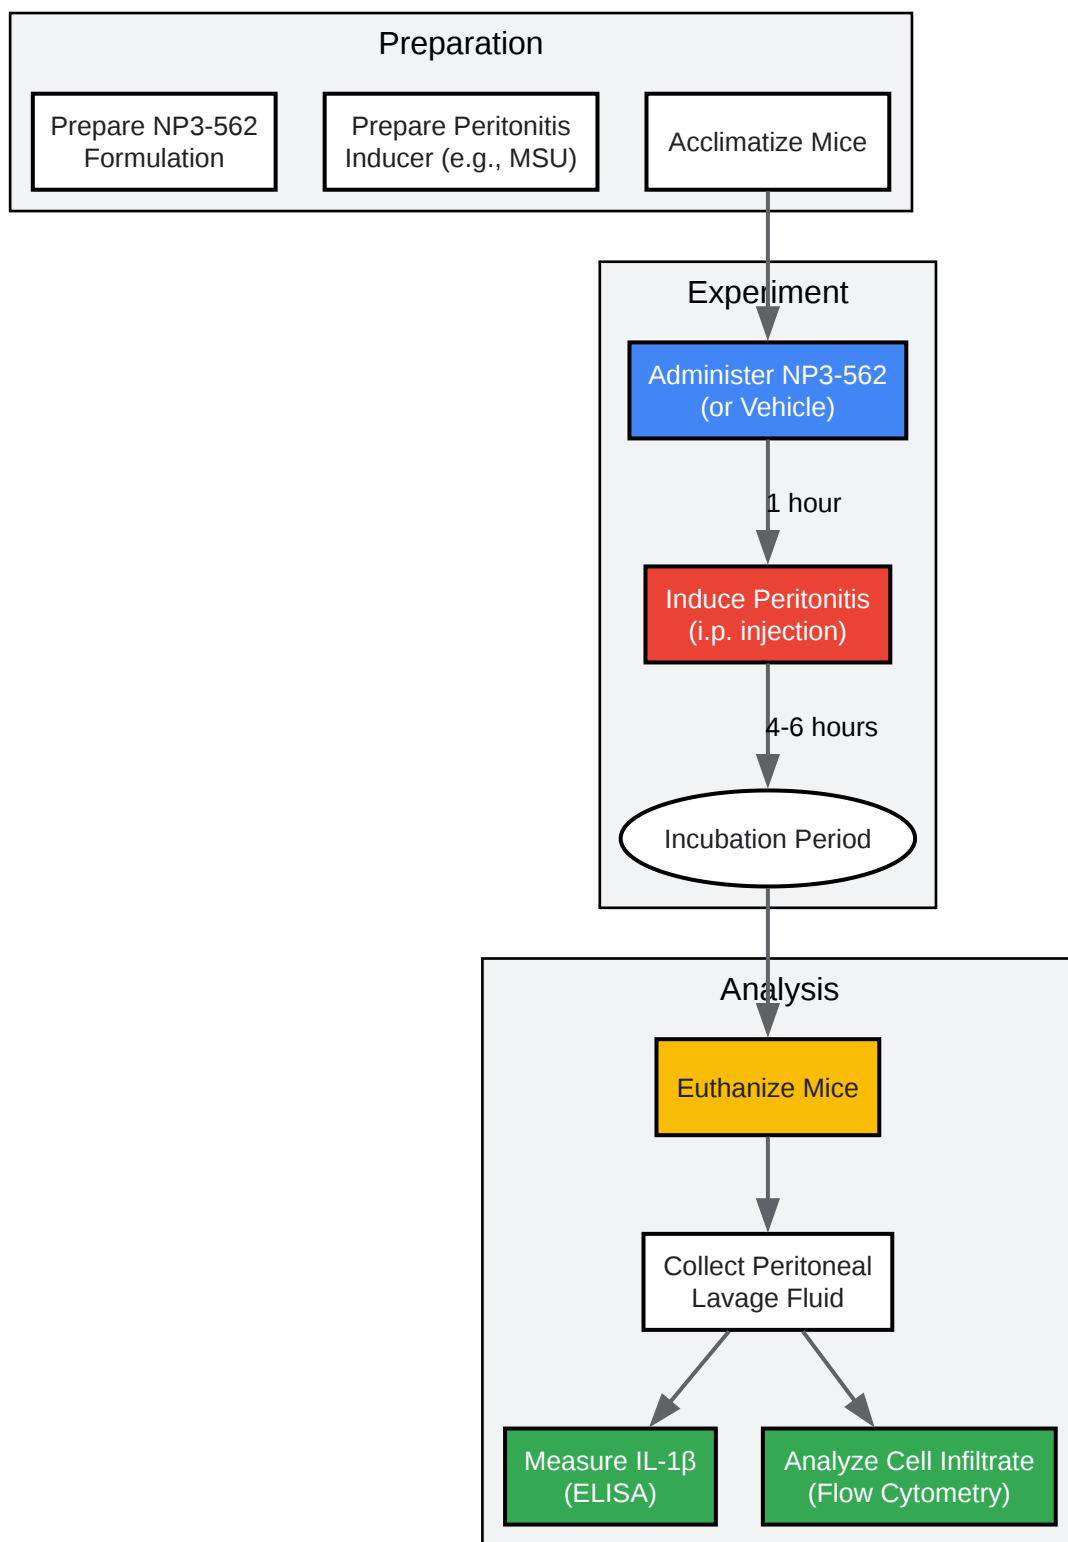 Preparation
Prepare NP3-562
Formulation
Prepare Peritonitis
Inducer (e.g., MSU)
Acclimatize Mice
Experiment
Administer NP3-562
(or Vehicle)
1 hour
Induce Peritonitis
(i.p. injection)
4-6 hours
Incubation Period
Analysis
Euthanize Mice
Collect Peritoneal
Lavage Fluid
Measure IL-1β
(ELISA)
Analyze Cell Infiltrate
(Flow Cytometry)